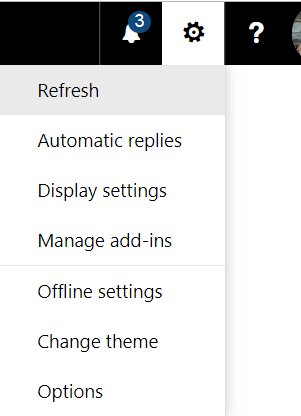 3
?
Refresh
Automatic replies
Display settings
Manage add-ins
Offline settings
Change theme
Options